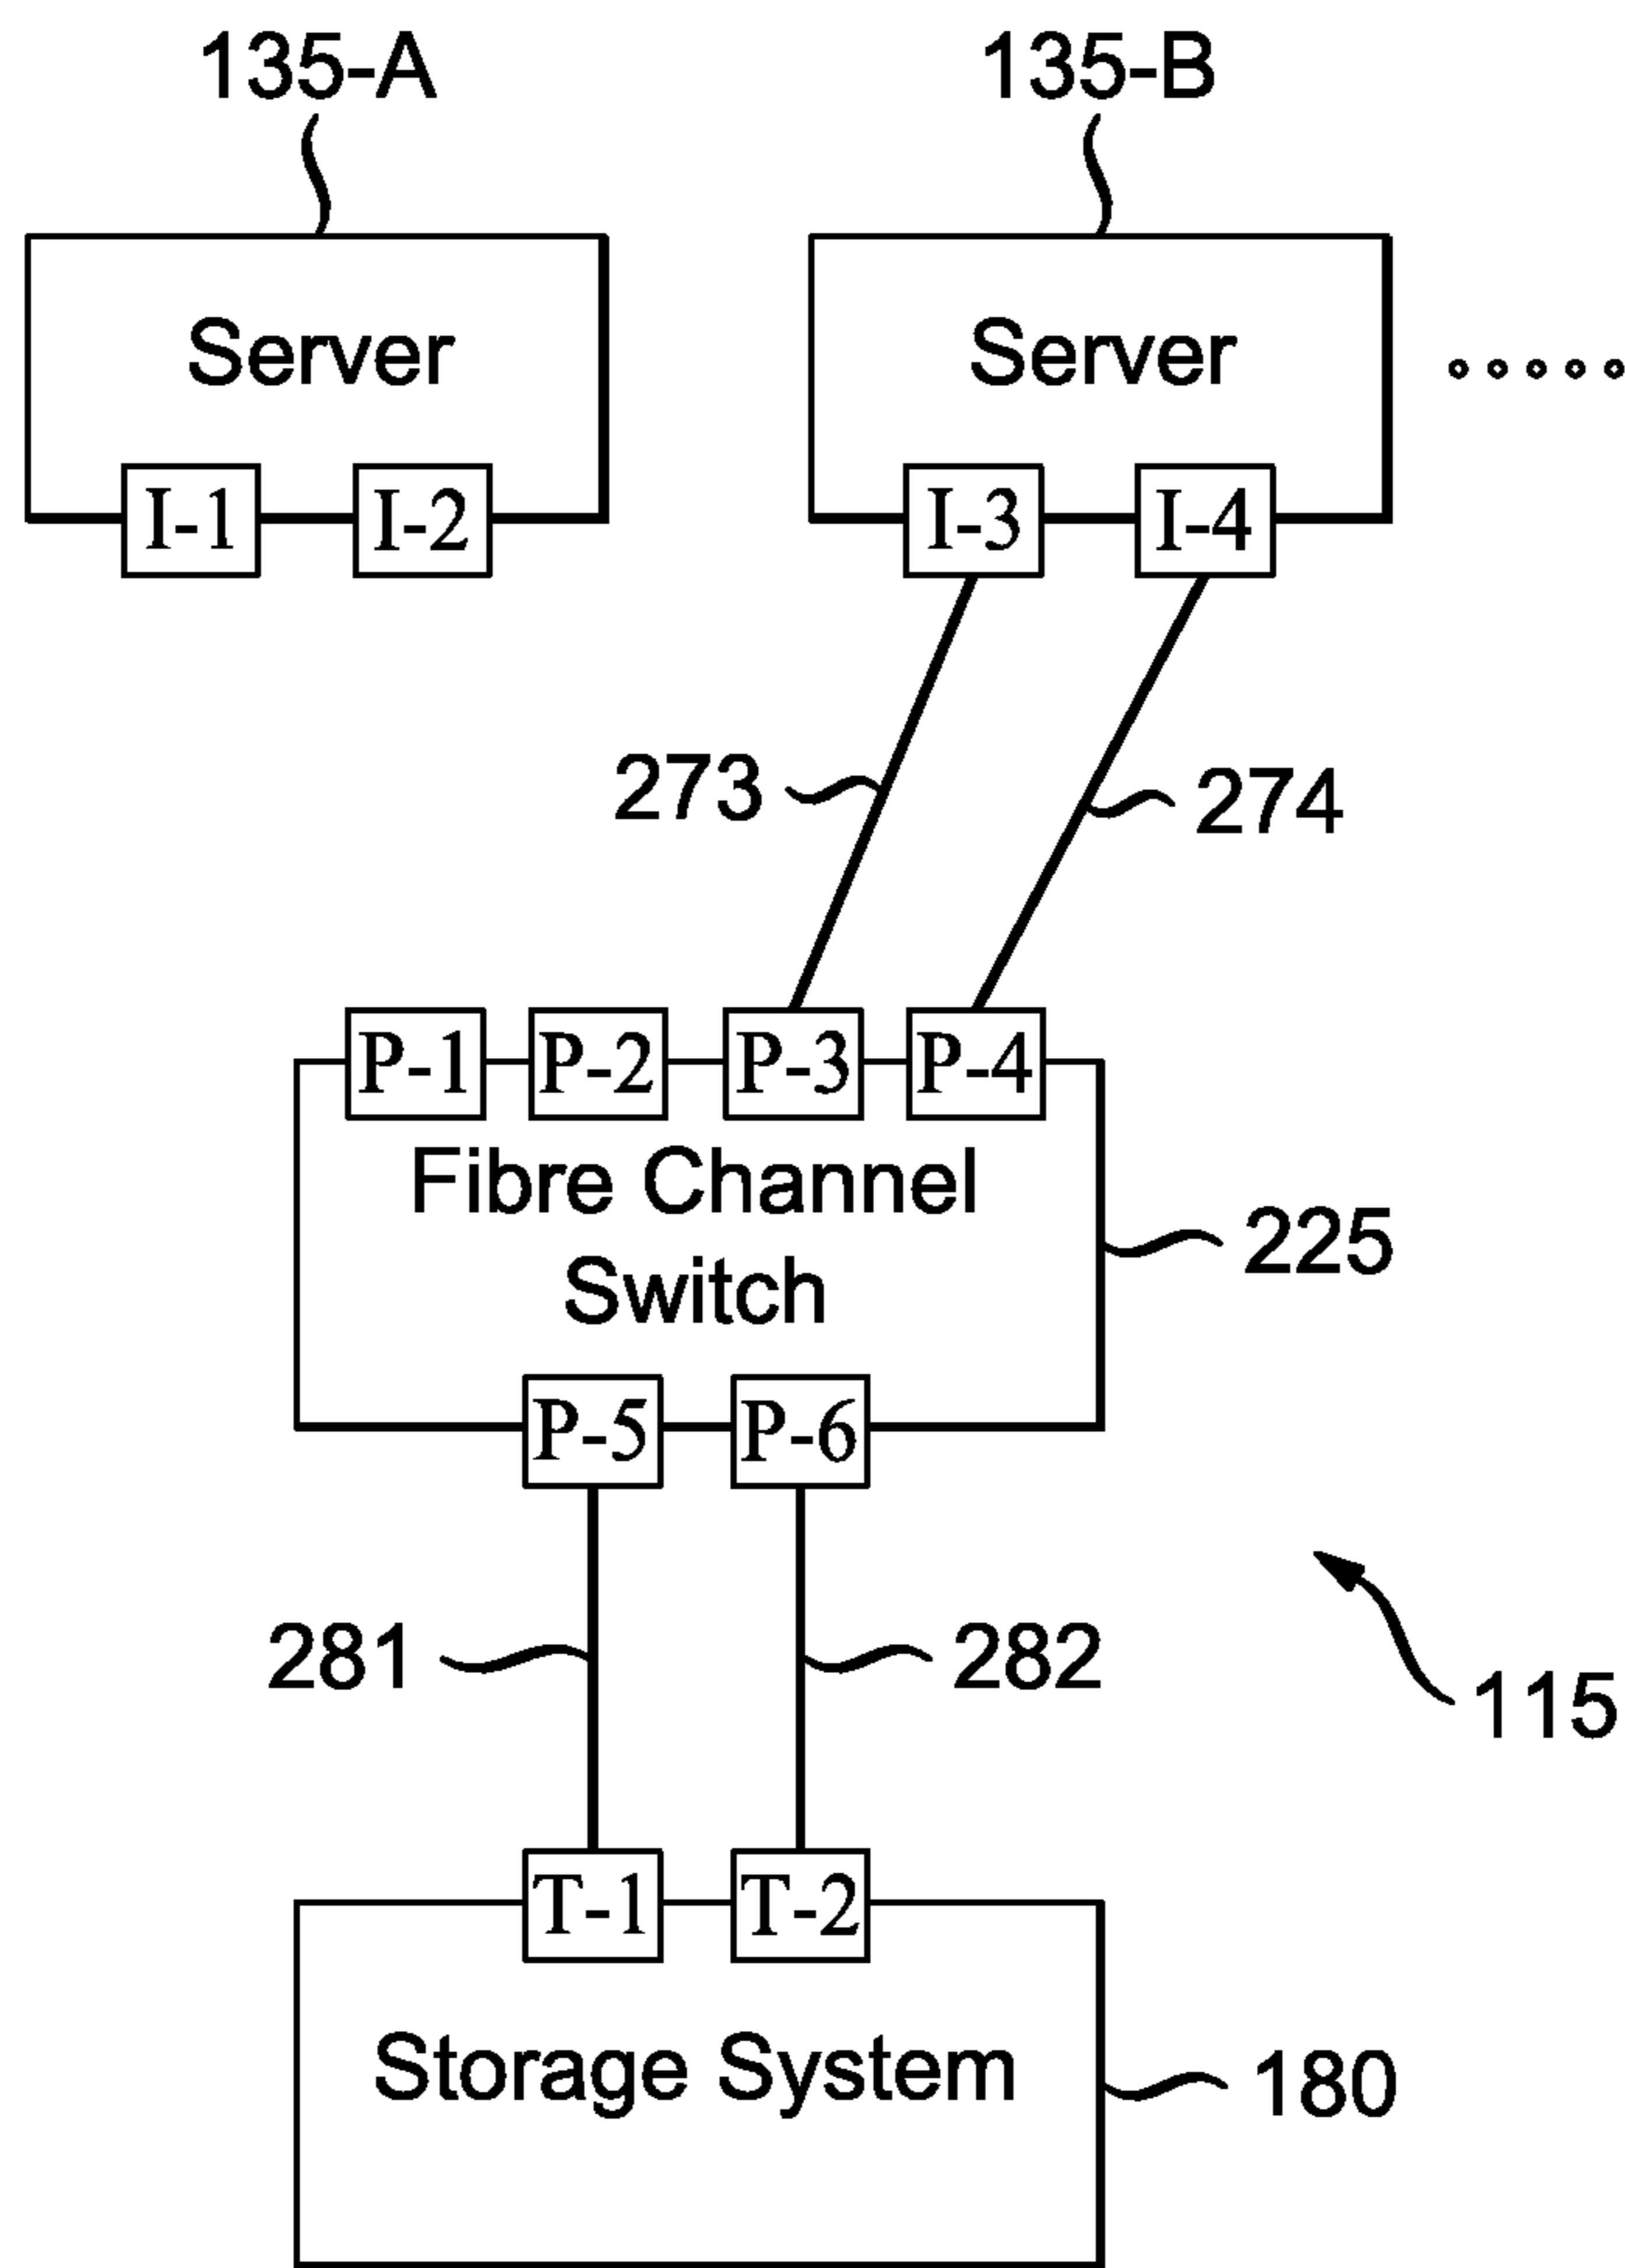 135-A 135-B
Server Server
I-1 I-2 I-3 I-4
273 274
P-1 P-2 P-3 P-4
Fibre Channel
Switch
225
P-5 P-6
281 282
115
T-1 T-2
Storage System
180